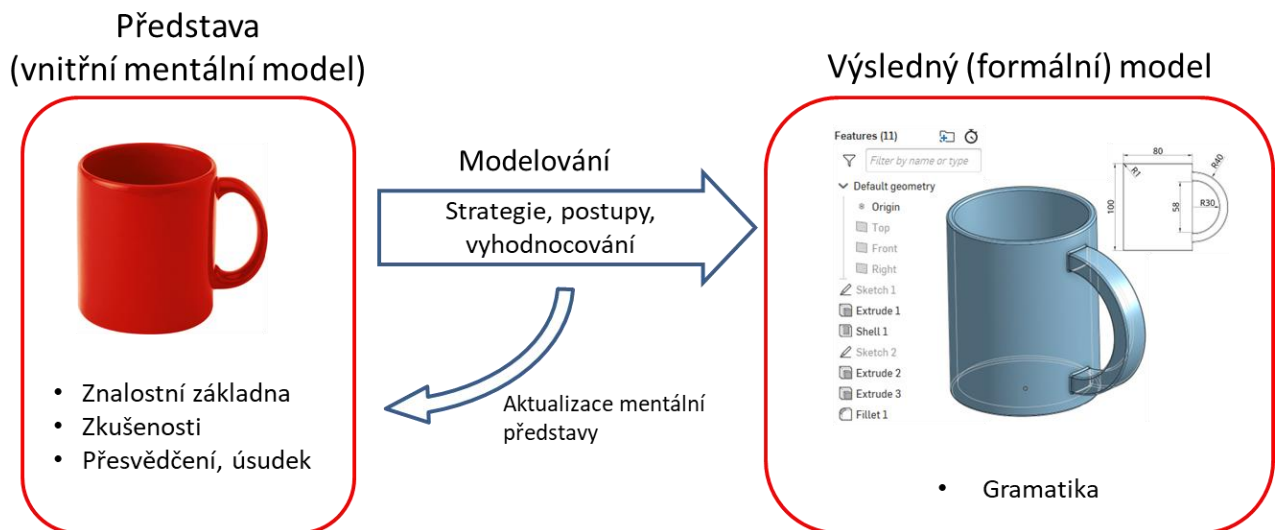 Představa
(vnitřní mentální model)
• Znalostní základna
• Zkušenosti
• Přesvědčení, úsudek
Modelování
Strategie, postupy,
vyhodnocování
Aktualizace mentální
představy
Výsledný (formální) model
Features (11)
Filter by name or type
Default geometry
Origin
Top
Front
Right
Sketch 1
Extrude 1
Shell 1
Sketch 2
Extrude 2
Extrude 3
Fillet 1
80
R40
R1
100
58
R30
• Gramatika